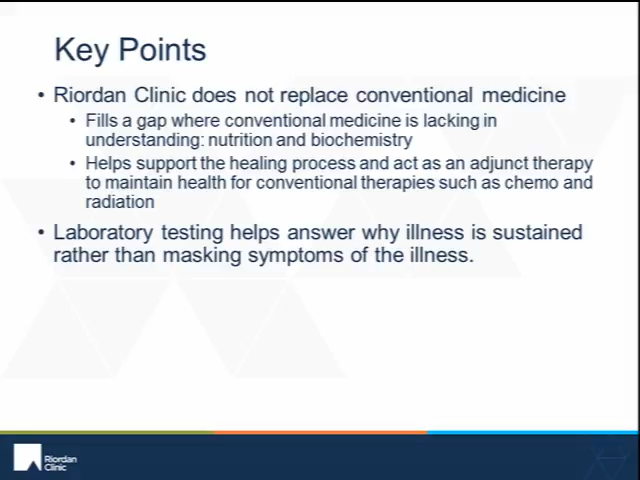 Key Points
• Riordan Clinic does not replace conventional medicine
• Fills a gap where conventional medicine is lacking in
understanding: nutrition and biochemistry
• Helps support the healing process and act as an adjunct therapy
to maintain health for conventional therapies such as chemo and
radiation
• Laboratory testing helps answer why illness is sustained
rather than masking symptoms of the illness.
Riordan
Clinic